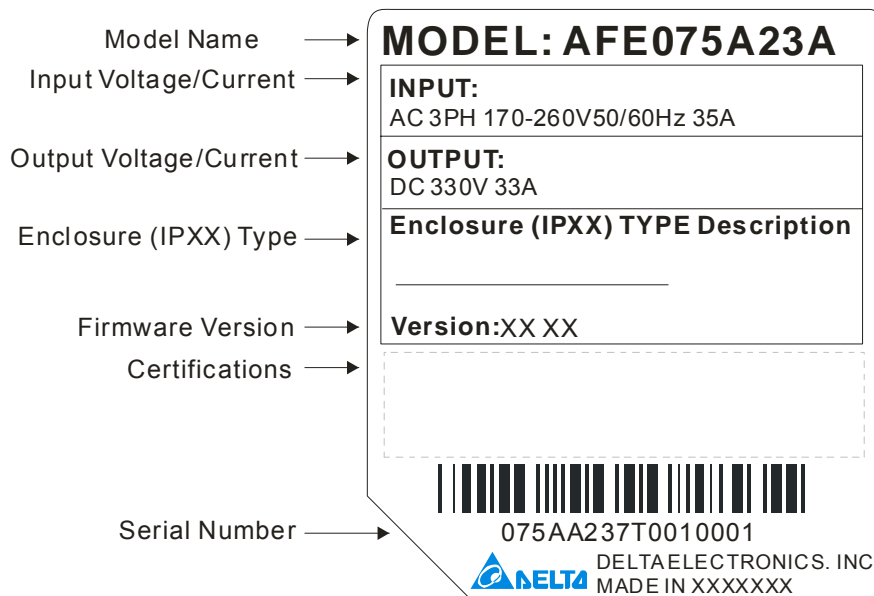 Model Name
MODEL: AFE075A23A
Input Voltage/Current
INPUT:
AC 3PH 170-260V50/60Hz 35A
Output Voltage/Current
OUTPUT:
DC 330V 33A
Enclosure (IPXX) Type
Enclosure (IPXX) TYPE Description
Firmware Version
Version:XX XX
Certifications
Serial Number
075AA237T0010001
DELTA
DELTA ELECTRONICS. INC
MADE IN XXXXXXX